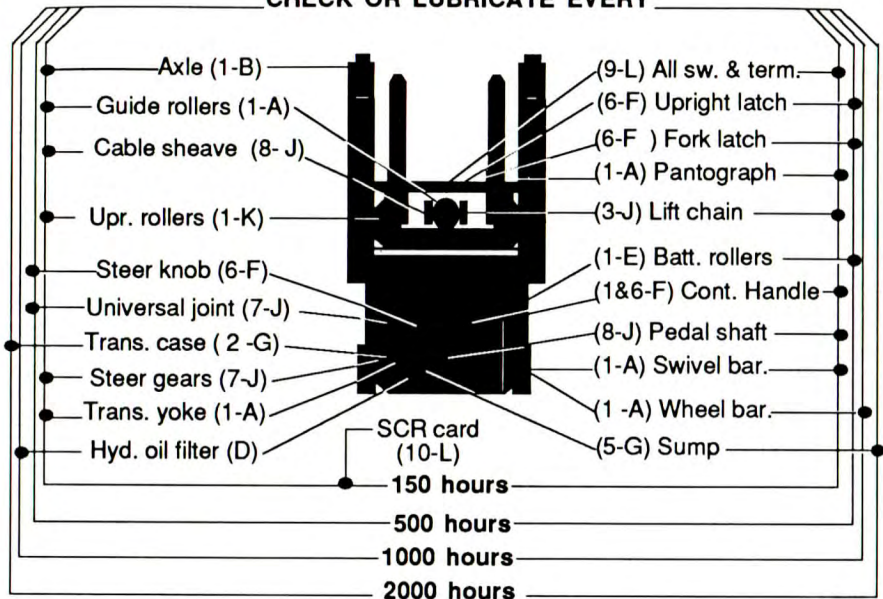 CHECK OR LUBRICATE EVERY
Axle (1-B)
Guide rollers (1-A)
Cable sheave (8- J)
Upr. rollers (1-K)
Steer knob (6-F)
Universal joint (7-J)
Trans. case ( 2 -G)
Steer gears (7-J)
Trans. yoke (1-A)
Hyd. oil filter (D)
(9-L) All sw. & term.
(6-F) Upright latch
(6-F ) Fork latch
(1-A) Pantograph
(3-J) Lift chain
(1-E) Batt. rollers
(1&6-F) Cont. Handle
(8-J) Pedal shaft
(1-A) Swivel bar.
(1 -A) Wheel bar.
(5-G) Sump
SCR card
(10-L)
150 hours
500 hours
1000 hours
2000 hours